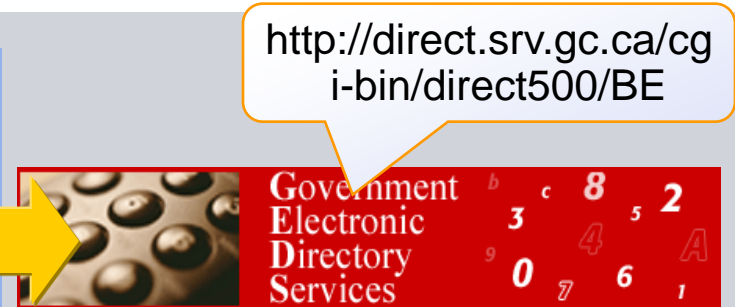 http://direct.srv.gc.ca/cg
i-bin/direct500/BE
Government
Electronic
Directory
Services
b c 8 2
3 5
4 A
9 0 7 6 1